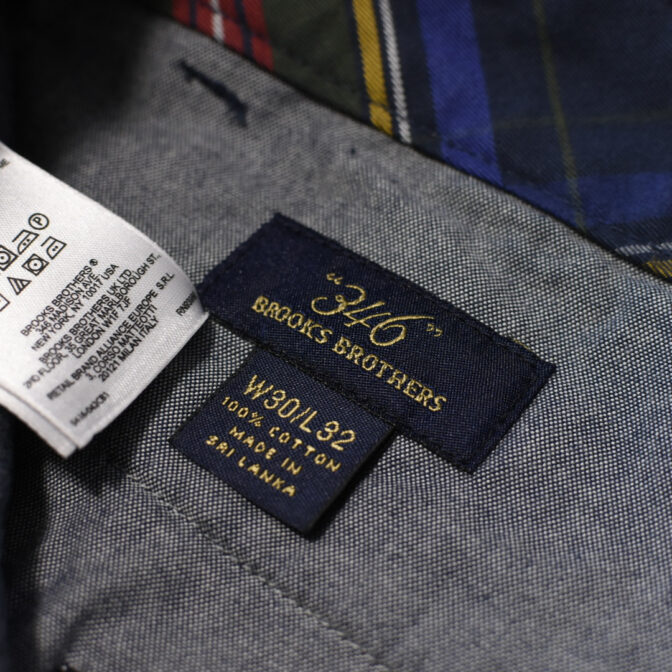 "346"
BROOKS BROTHERS
W30/L32
100% COTTON
MADE IN
SRI LANKA
BROOKS BROTHERS®
NEW YORK, NY 10017 USA
BROOKS BROTHERS UK LTD
LONDON W1F 7JF
RETAIL BRAND ALLIANCE EUROPE S.R.L.
20121 MILAN ITALY